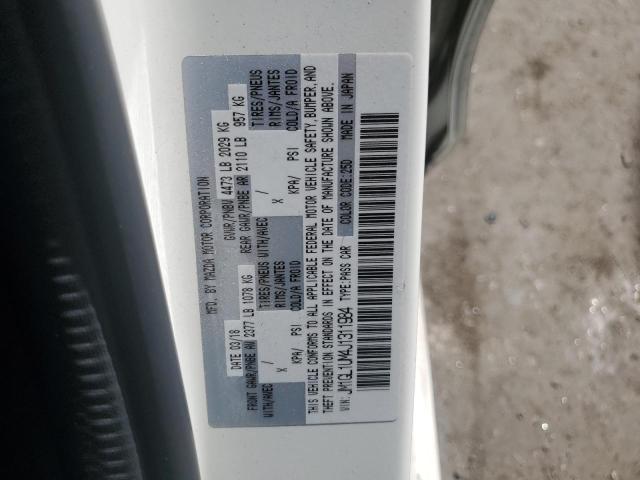 MFD. BY MAZDA MOTOR CORPORATION
DATE 03/18 GVWR/PNBV 4473 LB 2029 KG
FRONT GAWR/PNBE AV 2377 LB 1078 KG REAR GAWR/PNBE AR 2110 LB 957 KG
WITH/AVEC TIRES/PNEUS RIMS/JANTES COLD/A FROID WITH/AVEC TIRES/PNEUS RIMS/JANTES COLD/A FROID
/ X KPA/ PSI / X KPA/ PSI
THIS VEHICLE CONFORMS TO ALL APPLICABLE FEDERAL MOTOR VEHICLE SAFETY, BUMPER, AND
THEFT PREVENTION STANDARDS IN EFFECT ON THE DATE OF MANUFACTURE SHOWN ABOVE.
VIN: JM1GL1UM4J1311984 TYPE:PASS CAR COLOR CODE:25D MADE IN JAPAN